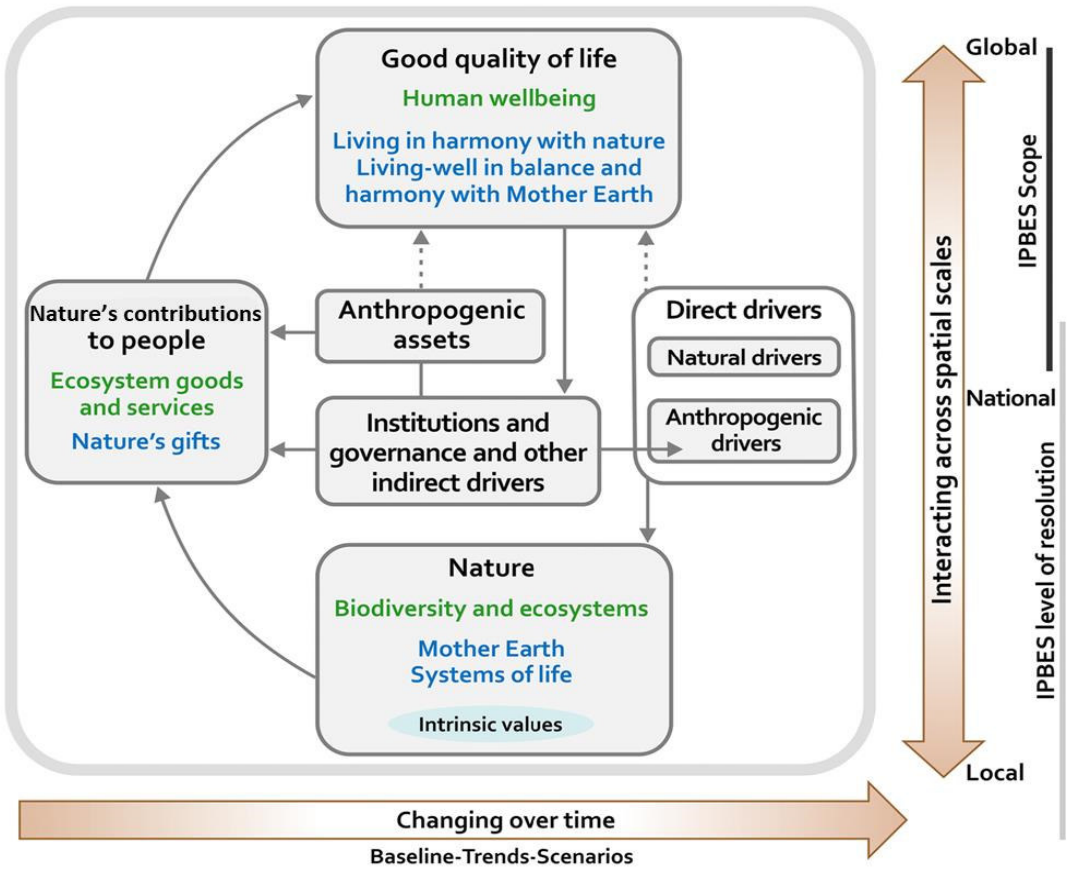 Good quality of life
Human wellbeing
Living in harmony with nature
Living-well in balance and
harmony with Mother Earth
Nature's contributions
to people
Ecosystem goods
and services
Nature's gifts
Anthropogenic
assets
Institutions and
governance and other
indirect drivers
Direct drivers
Natural drivers
Anthropogenic
drivers
Nature
Biodiversity and ecosystems
Mother Earth
Systems of life
Intrinsic values
Changing over time
Baseline-Trends-Scenarios
Interacting across spatial scales
Global
National
Local
IPBES Scope
IPBES level of resolution